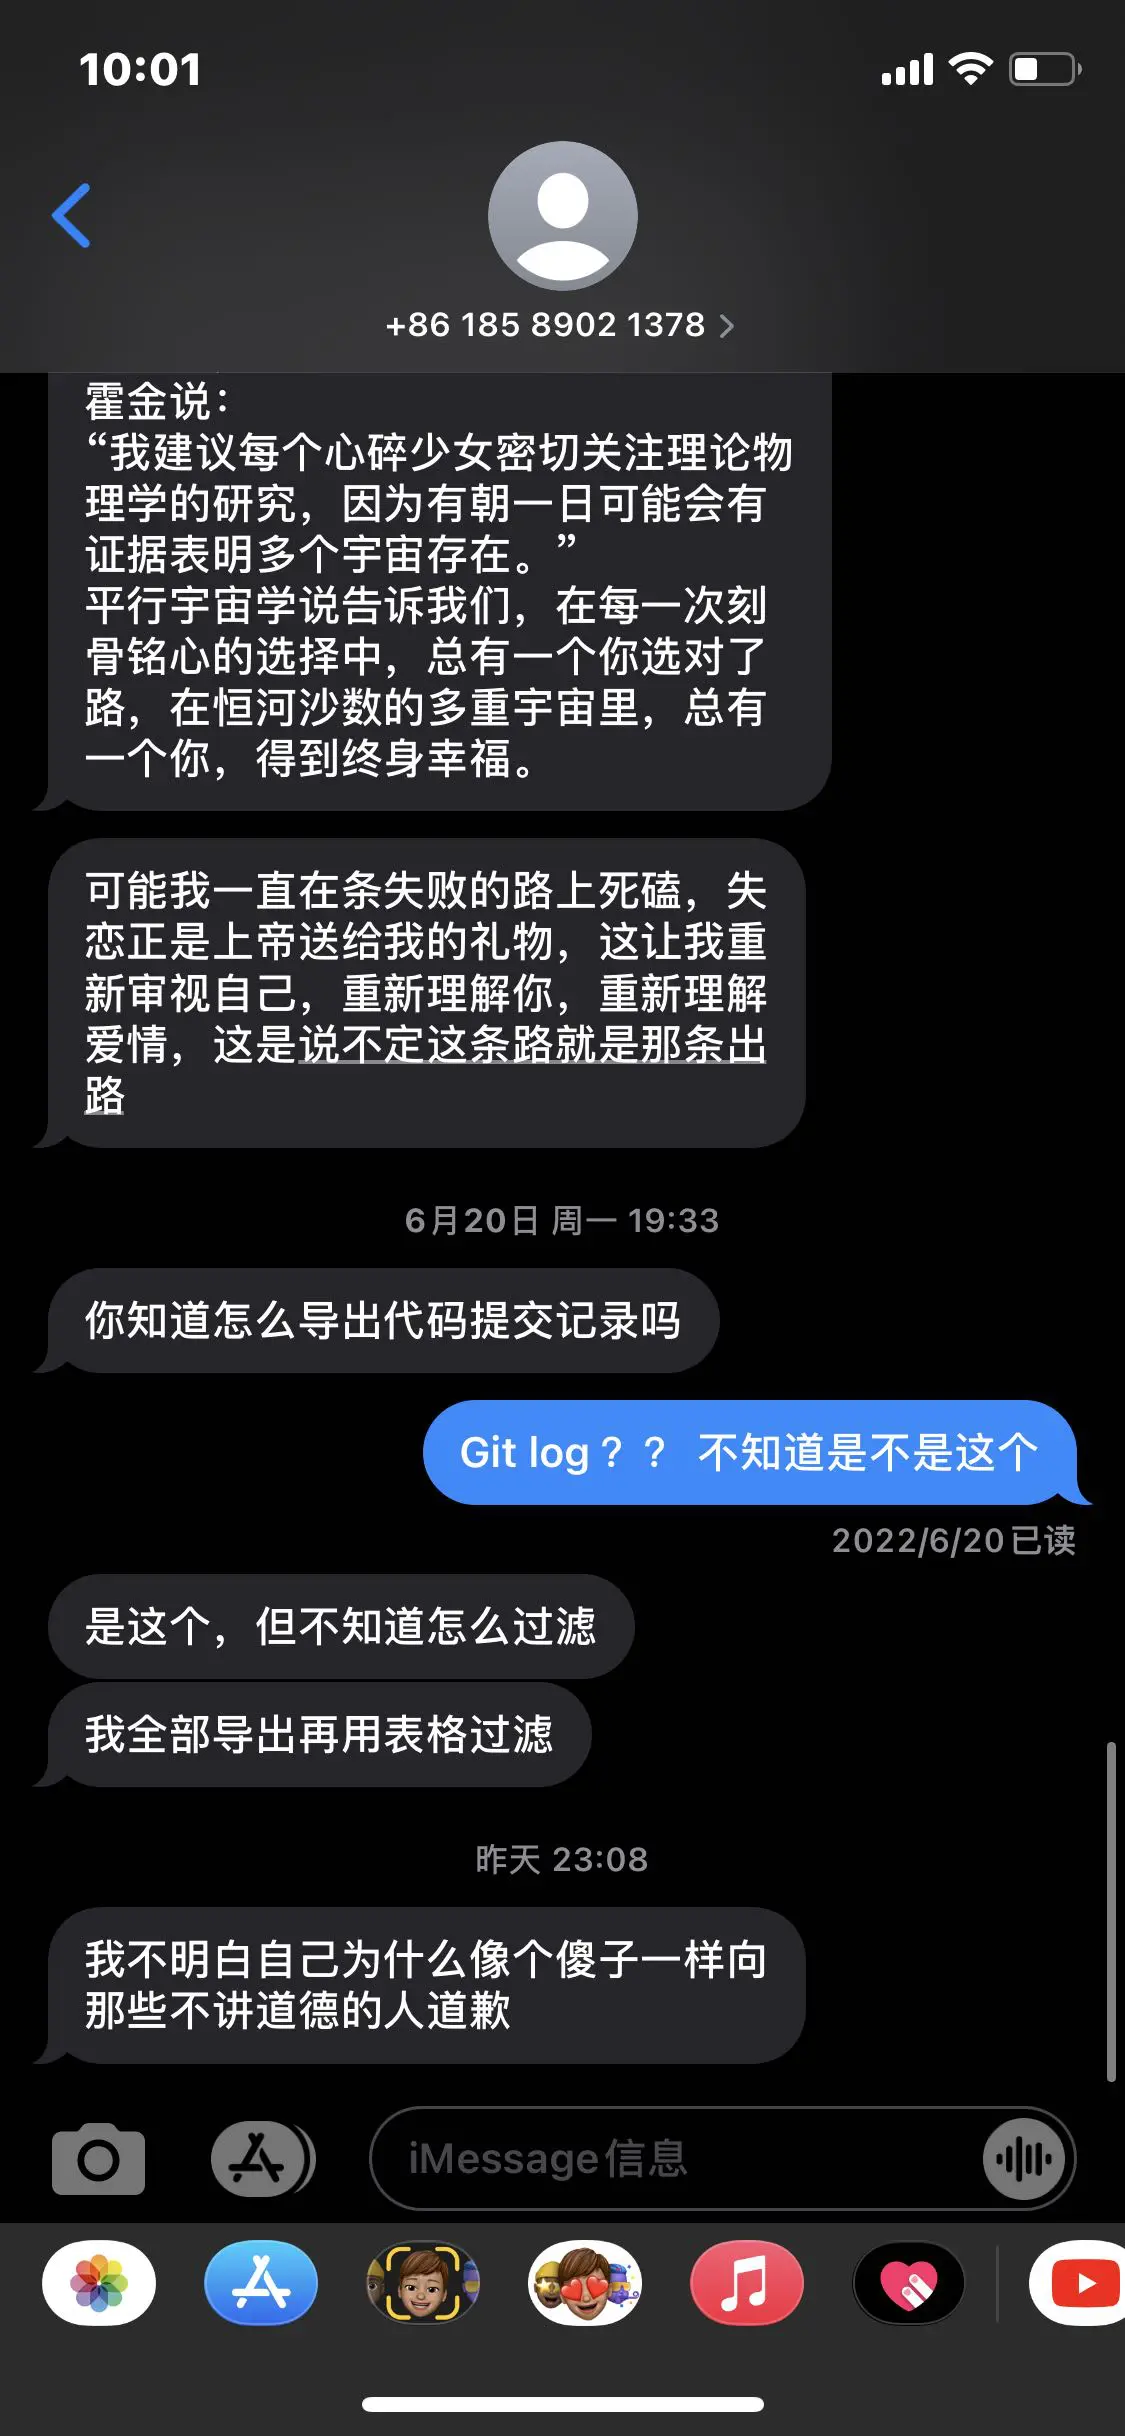 10:01
+86 185 8902 1378
霍金说：
“我建议每个心碎少女密切关注理论物
理学的研究，因为有朝一日可能会有
证据表明多个宇宙存在。”
平行宇宙学说告诉我们，在每一次刻
骨铭心的选择中，总有一个你选对了
路，在恒河沙数的多重宇宙里，总有
一个你，得到终身幸福。
可能我一直在条失败的路上死磕，失
恋正是上帝送给我的礼物，这让我重
新审视自己，重新理解你，重新理解
爱情，这是说不定这条路就是那条出
路
6月20日 周一 19:33
你知道怎么导出代码提交记录吗
Git log？？ 不知道是不是这个
2022/6/20已读
是这个，但不知道怎么过滤
我全部导出再用表格过滤
昨天 23:08
我不明白自己为什么像个傻子一样向
那些不讲道德的人道歉
iMessage信息